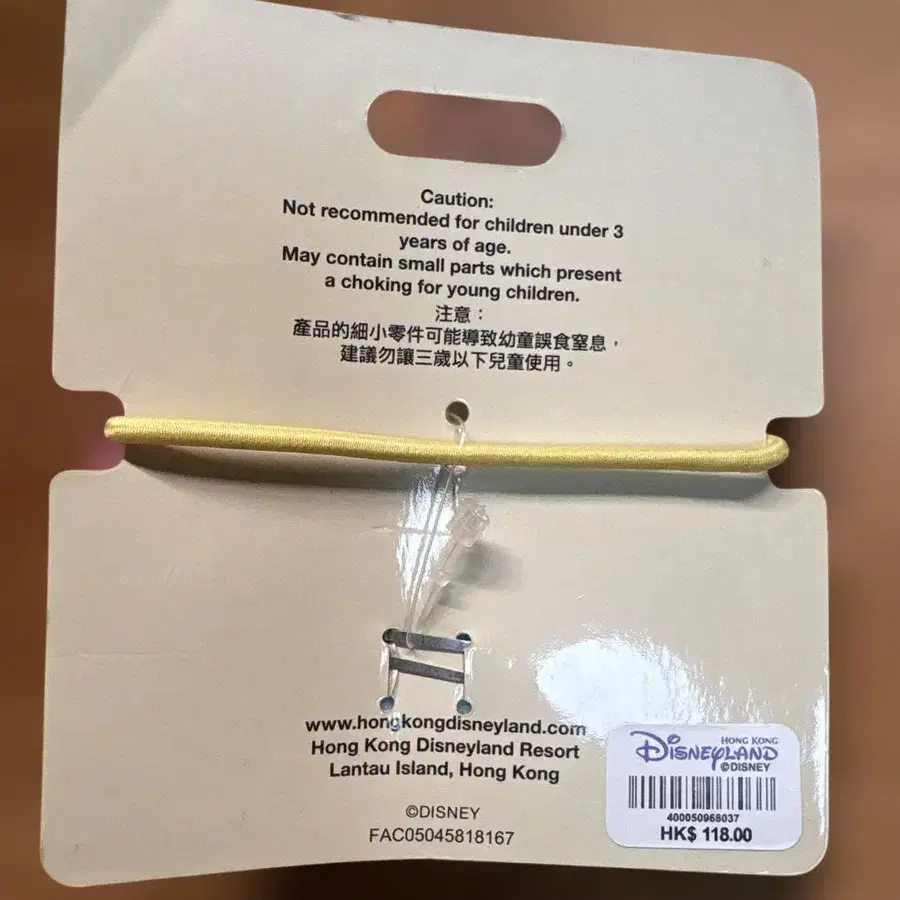 Caution:
Not recommended for children under 3
years of age.
May contain small parts which present
a choking for young children.
注意：
產品的細小零件可能導致幼童誤食窒息，
建議勿讓三歲以下兒童使用。
www.hongkongdisneyland.com
Hong Kong Disneyland Resort
Lantau Island, Hong Kong
©DISNEY
FAC05045818167
HONG KONG
DISNEYLAND
©DISNEY
400050968037
HK$ 118.00